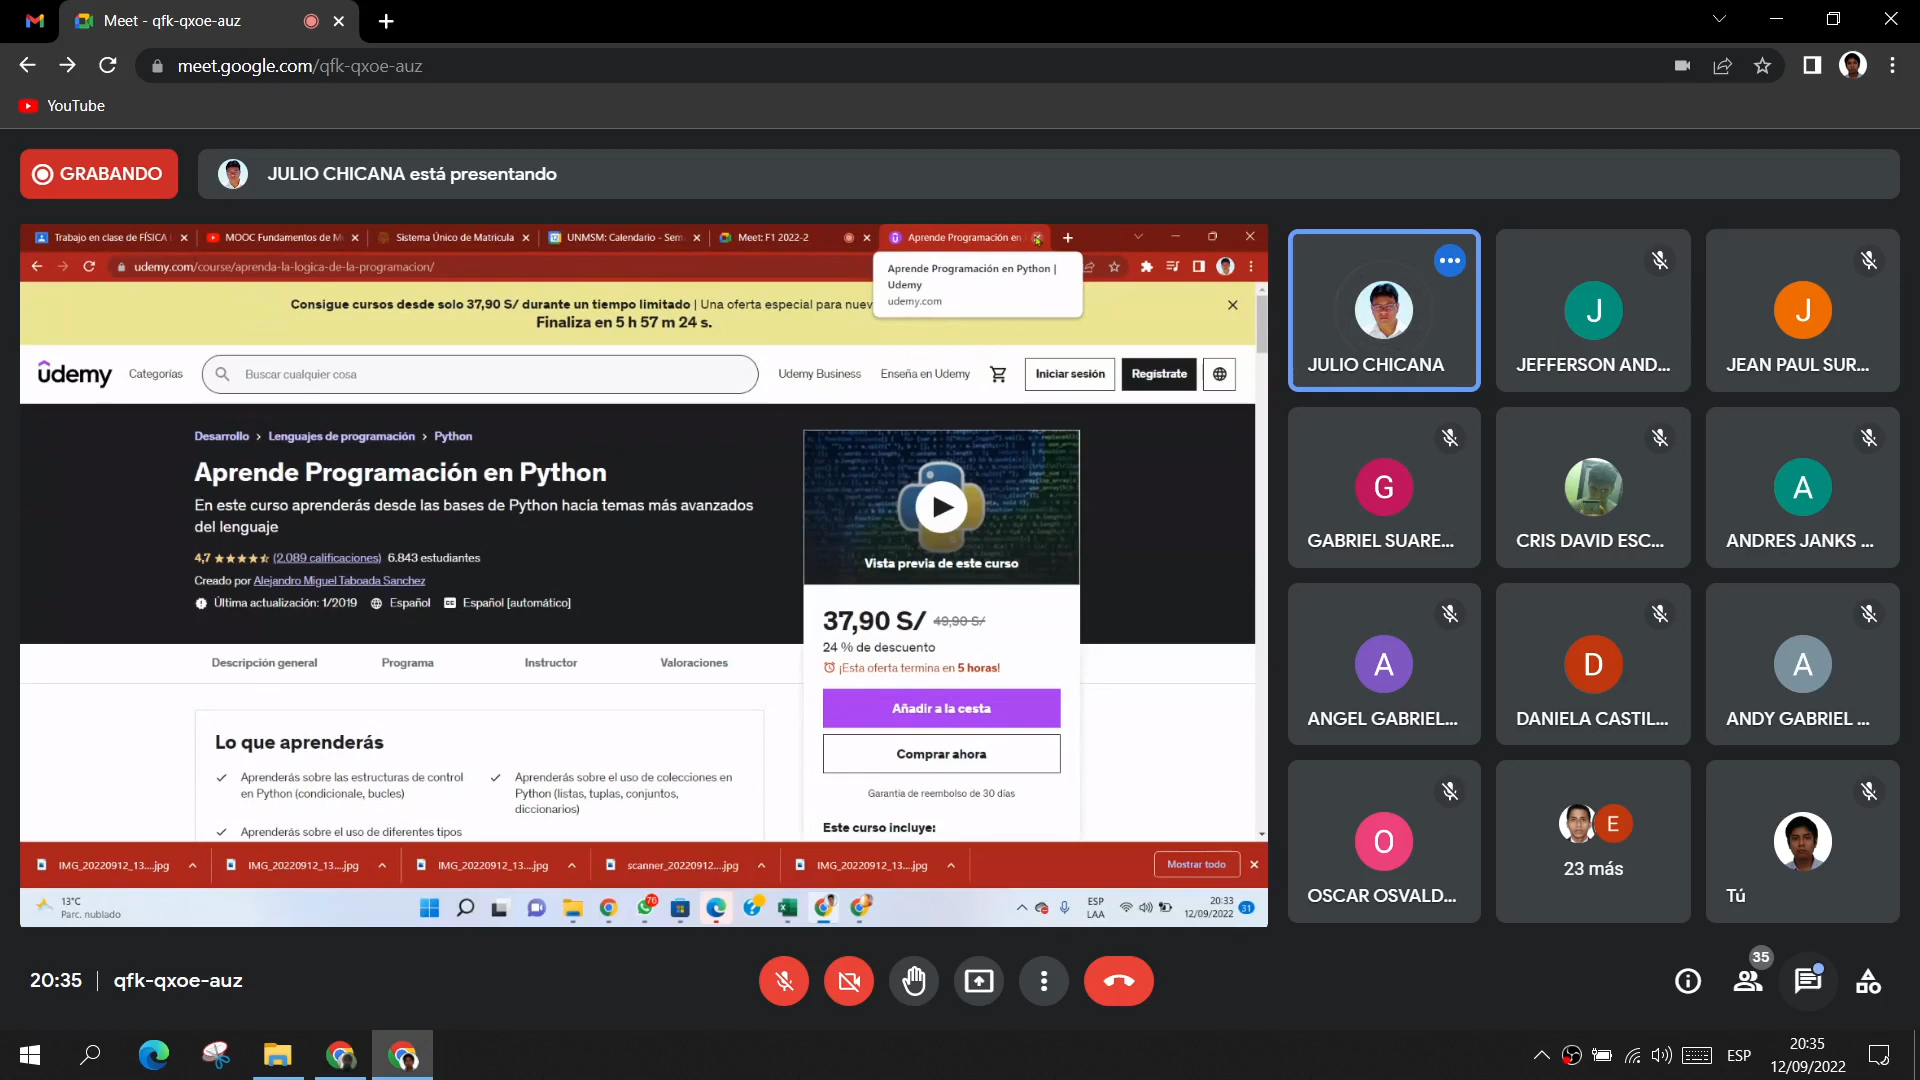 Meet - qfk-qxoe-auz
meet.google.com/qfk-qxoe-auz
YouTube
GRABANDO
JULIO CHICANA está presentando
Trabajo en clase de FÍSICA
MOOC Fundamentos de M
Sistema Único de Matricula
UNMSM: Calendario - Sem
Meet: F1 2022-2
Aprende Programación en
udemy.com/course/aprenda-la-logica-de-la-programacion/
Aprende Programación en Python |
Udemy
udemy.com
Consigue cursos desde solo 37,90 S/ durante un tiempo limitado | Una oferta especial para nuev
Finaliza en 5 h 57 m 24 s.
udemy
Categorías
Buscar cualquier cosa
Udemy Business
Enseña en Udemy
Iniciar sesión
Regístrate
Desarrollo > Lenguajes de programación > Python
Aprende Programación en Python
En este curso aprenderás desde las bases de Python hacia temas más avanzados
del lenguaje
4,7 (2.089 calificaciones) 6.843 estudiantes
Creado por Alejandro Miguel Taboada Sanchez
Última actualización: 1/2019 Español Español [automático]
Vista previa de este curso
37,90 S/ 49,90 S/
24 % de descuento
¡Esta oferta termina en 5 horas!
Añadir a la cesta
Comprar ahora
Garantía de reembolso de 30 días
Este curso incluye:
Descripción general
Programa
Instructor
Valoraciones
Lo que aprenderás
Aprenderás sobre las estructuras de control
en Python (condicionale, bucles)
Aprenderás sobre el uso de colecciones en
Python (listas, tuplas, conjuntos,
diccionarios)
Aprenderás sobre el uso de diferentes tipos
IMG_20220912_13....jpg
IMG_20220912_13....jpg
IMG_20220912_13....jpg
scanner_20220912....jpg
IMG_20220912_13....jpg
Mostrar todo
13°C
Parc. nublado
76
ESP
LAA
20:33
12/09/2022
31
JULIO CHICANA
J
JEFFERSON AND...
J
JEAN PAUL SUR...
G
GABRIEL SUARE...
CRIS DAVID ESC...
A
ANDRES JANKS ...
A
ANGEL GABRIEL...
D
DANIELA CASTIL...
A
ANDY GABRIEL ...
O
OSCAR OSVALD...
E
23 más
Tú
20:35 | qfk-qxoe-auz
35
ESP
20:35
12/09/2022